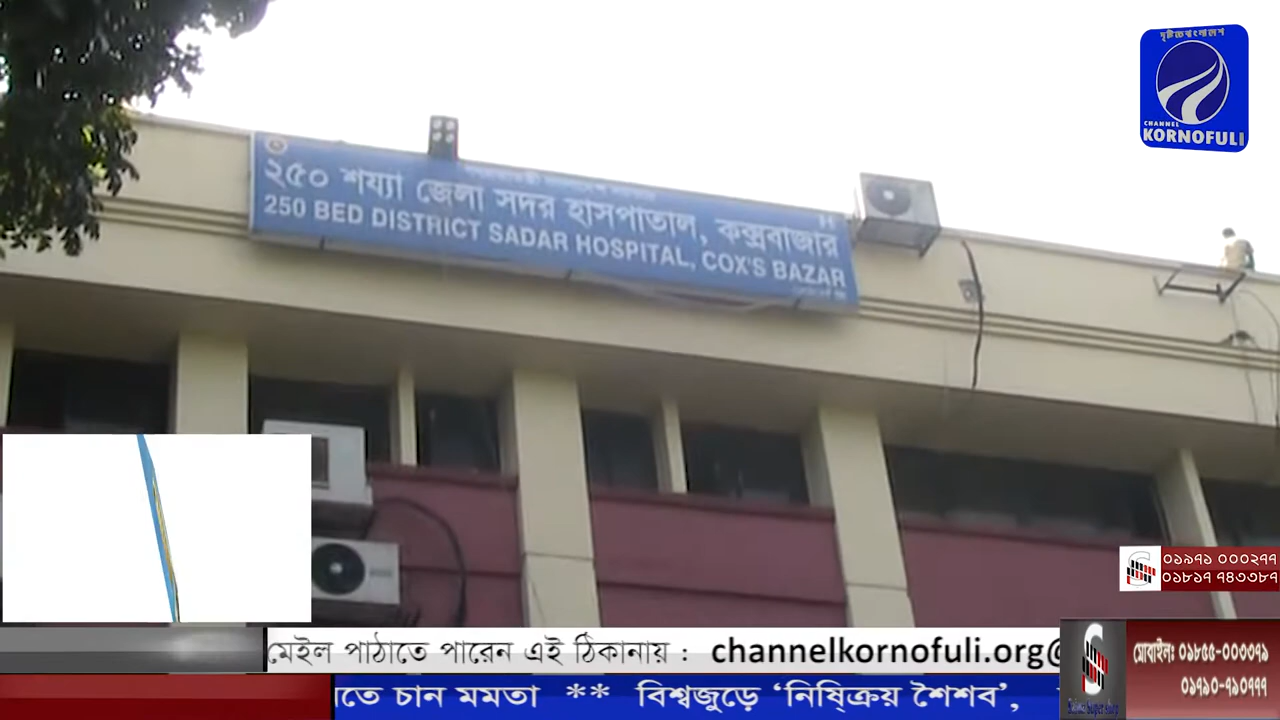 দৃষ্টিতে বাংলাদেশ
CHANNEL
KORNOFULI
২৫০ শয্যা জেলা সদর হাসপাতাল, কক্সবাজার
250 BED DISTRICT SADAR HOSPITAL, COX'S BAZAR
০১৯৭১ ০০০২৭৭
০১৮১৭ ৭৪৩৩৮৭
মেইল পাঠাতে পারেন এই ঠিকানায় : channelkornofuli.org@
মোবাইল: ০১৮৫৫-০০৩৩৭১
০১৭১০-৭১০৭৭৭
তে চান মমতা ** বিশ্বজুড়ে ‘নিষ্ক্রিয় শৈশব’,